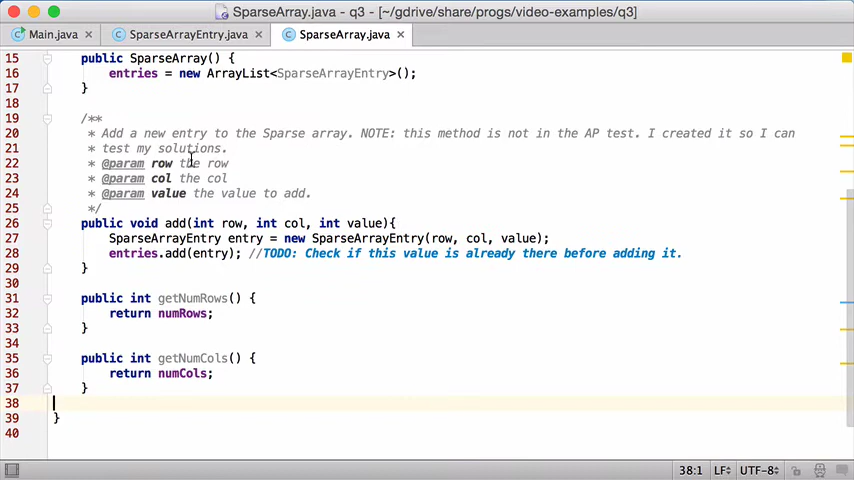 SparseArray.java - q3 - [~/gdrive/share/progs/video-examples/q3]
Main.java SparseArrayEntry.java SparseArray.java
15 public SparseArray() {
16 entries = new ArrayList<SparseArrayEntry>();
17 }
18
19 /**
20 * Add a new entry to the Sparse array. NOTE: this method is not in the AP test. I created it so I can
21 * test my solutions.
22 * @param row the row
23 * @param col the col
24 * @param value the value to add.
25 */
26 public void add(int row, int col, int value){
27 SparseArrayEntry entry = new SparseArrayEntry(row, col, value);
28 entries.add(entry); //TODO: Check if this value is already there before adding it.
29 }
30
31 public int getNumRows() {
32 return numRows;
33 }
34
35 public int getNumCols() {
36 return numCols;
37 }
38
39 }
40
38:1 LF UTF-8